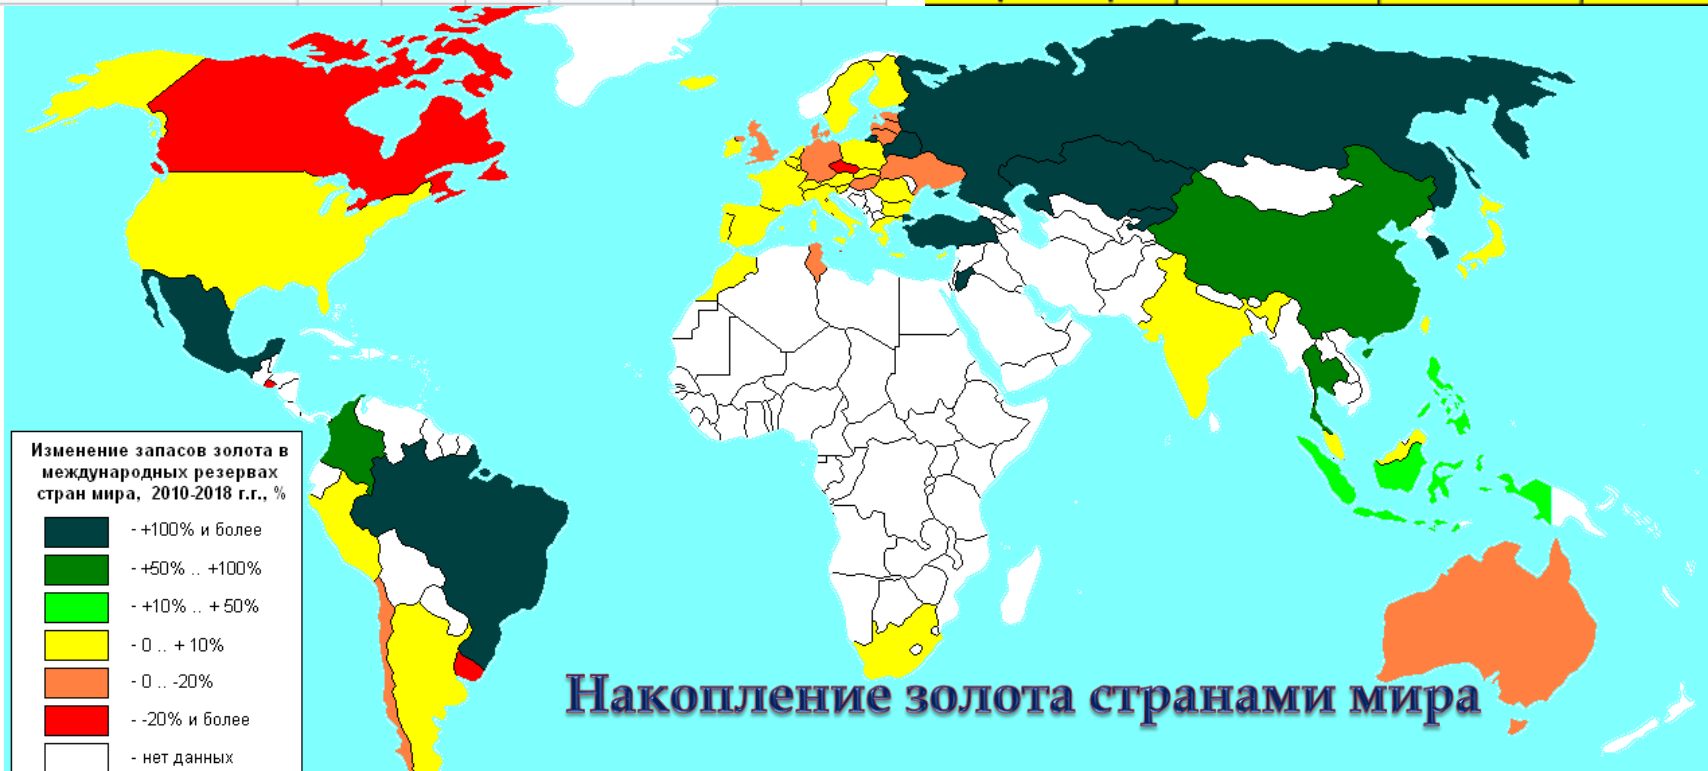 Изменение запасов золота в
международных резервах
стран мира, 2010-2018 г.г., %
- +100% и более
- +50% .. +100%
- +10% .. + 50%
- 0 .. + 10%
- 0 .. -20%
- -20% и более
- нет данных
Накопление золота странами мира